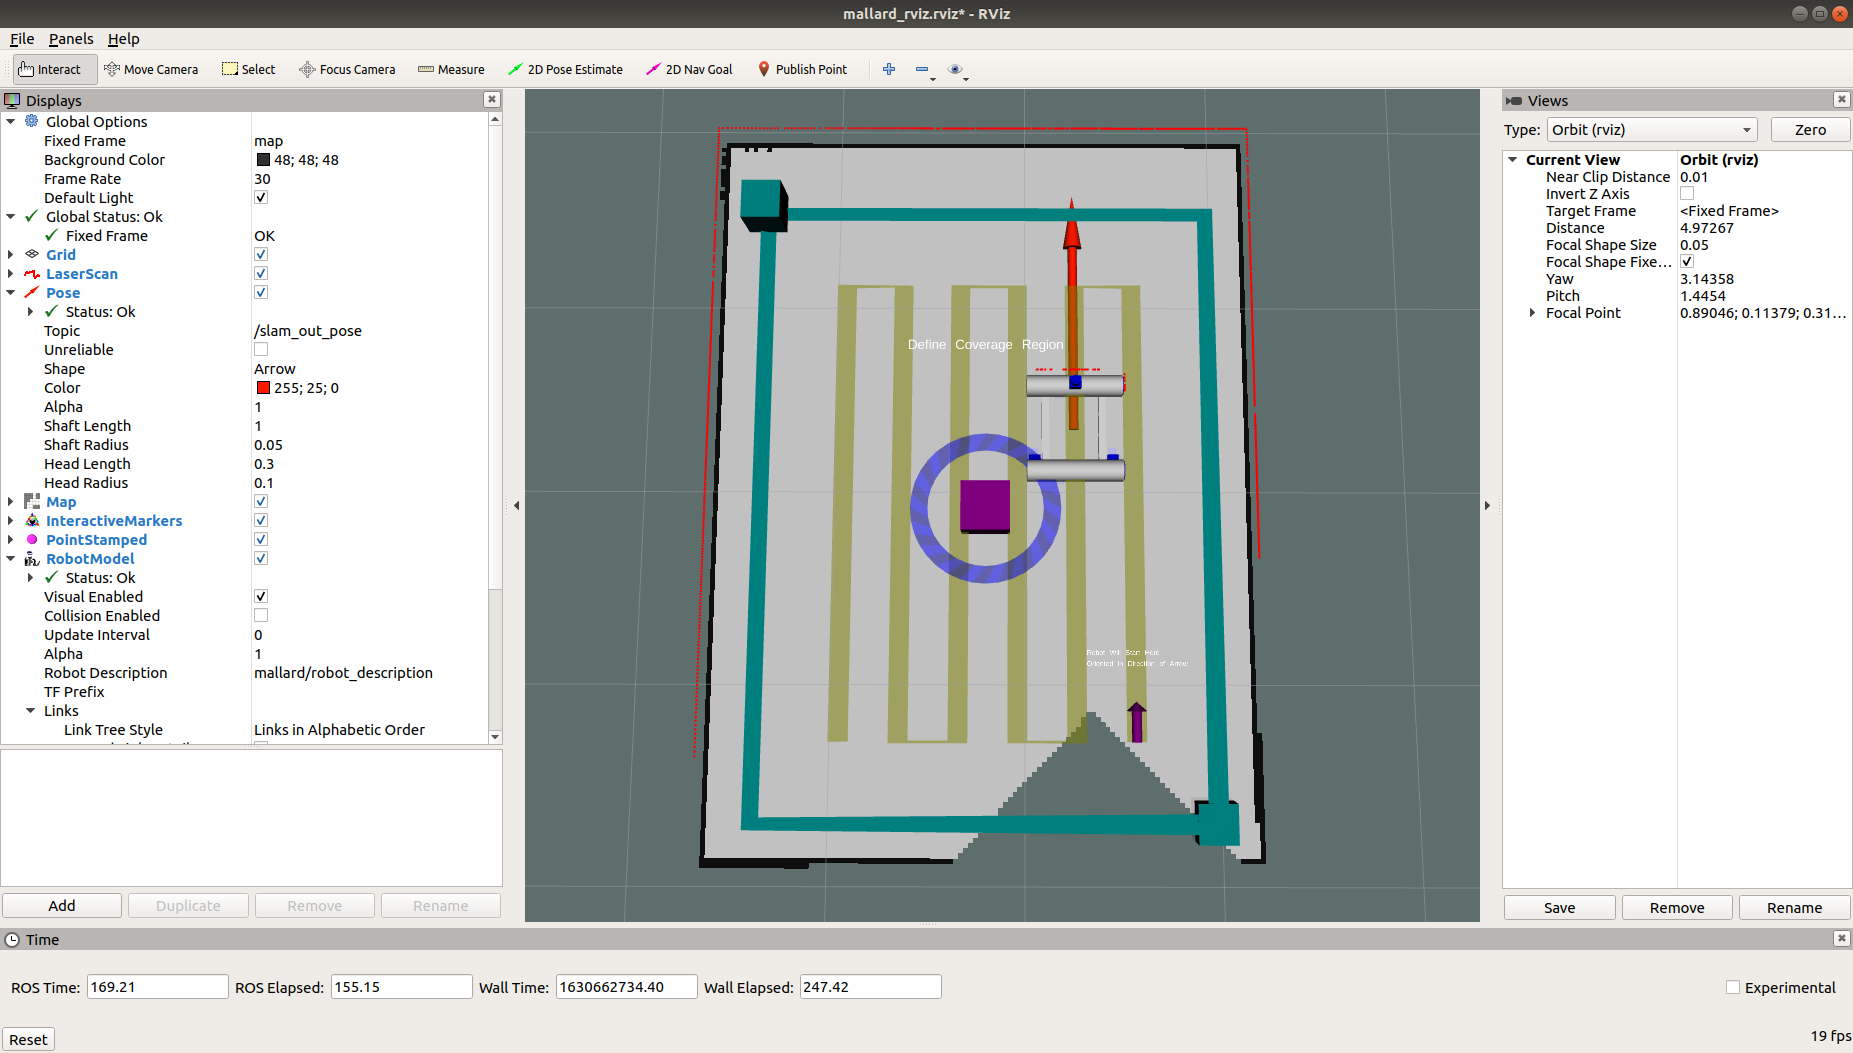 mallard_rviz.rviz* - RViz
File Panels Help
Interact Move Camera Select Focus Camera Measure 2D Pose Estimate 2D Nav Goal Publish Point
Displays
Global Options
Fixed Frame map
Background Color 48; 48; 48
Frame Rate 30
Default Light
Global Status: Ok
Fixed Frame OK
Grid
LaserScan
Pose
Status: Ok
Topic /slam_out_pose
Unreliable
Shape Arrow
Color 255; 25; 0
Alpha 1
Shaft Length 1
Shaft Radius 0.05
Head Length 0.3
Head Radius 0.1
Map
InteractiveMarkers
PointStamped
RobotModel
Status: Ok
Visual Enabled
Collision Enabled
Update Interval 0
Alpha 1
Robot Description mallard/robot_description
TF Prefix
Links
Link Tree Style Links in Alphabetic Order
Add Duplicate Remove Rename
Define Coverage Region
Robot Will Start Here
Oriented in Direction of Arrow
Views
Type: Orbit (rviz) Zero
Current View Orbit (rviz)
Near Clip Distance 0.01
Invert Z Axis
Target Frame <Fixed Frame>
Distance 4.97267
Focal Shape Size 0.05
Focal Shape Fixe...
Yaw 3.14358
Pitch 1.4454
Focal Point 0.89046; 0.11379; 0.31...
Save Remove Rename
Time
ROS Time: 169.21 ROS Elapsed: 155.15 Wall Time: 1630662734.40 Wall Elapsed: 247.42 Experimental
Reset 19 fps